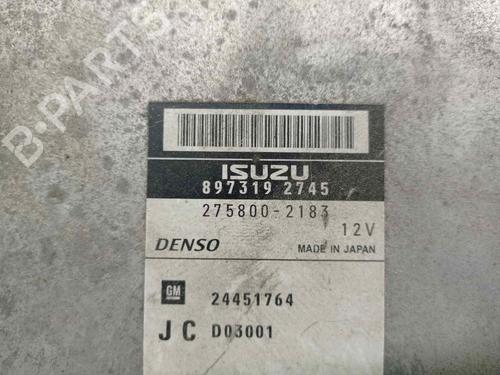 B-PARTS
ISUZU
897319 2745
275800-2183
12V
DENSO
MADE IN JAPAN
GM
24451764
JC D03001